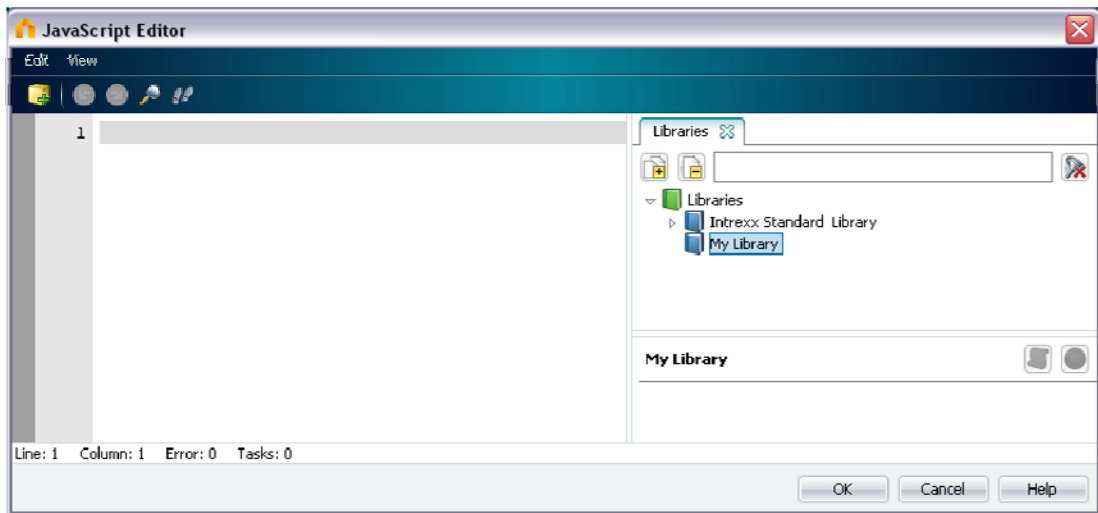 JavaScript Editor
Edit View
1
Libraries
Libraries
Intrexx Standard Library
My Library
My Library
Line: 1 Column: 1 Error: 0 Tasks: 0
OK Cancel Help